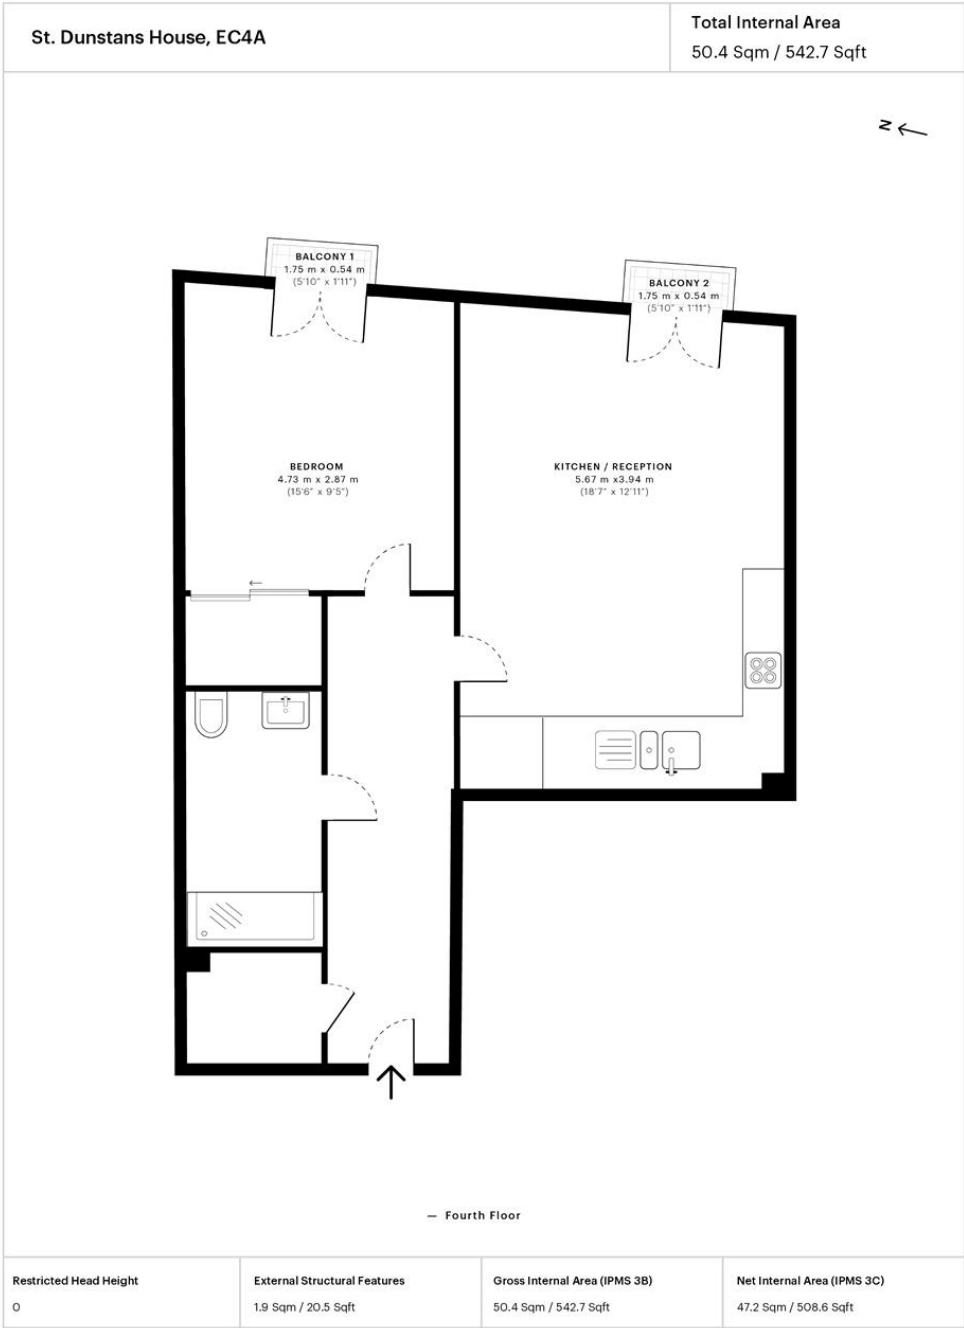 St. Dunstans House, EC4A
Total Internal Area
50.4 Sqm / 542.7 Sqft
N
BALCONY 1
1.75 m x 0.54 m
(5'10" x 1'11")
BALCONY 2
1.75 m x 0.54 m
(5'10" x 1'11")
BEDROOM
4.73 m x 2.87 m
(15'6" x 9'5")
KITCHEN / RECEPTION
5.67 m x3.94 m
(18'7" x 12'11")
— Fourth Floor
Restricted Head Height
0
External Structural Features
1.9 Sqm / 20.5 Sqft
Gross Internal Area (IPMS 3B)
50.4 Sqm / 542.7 Sqft
Net Internal Area (IPMS 3C)
47.2 Sqm / 508.6 Sqft